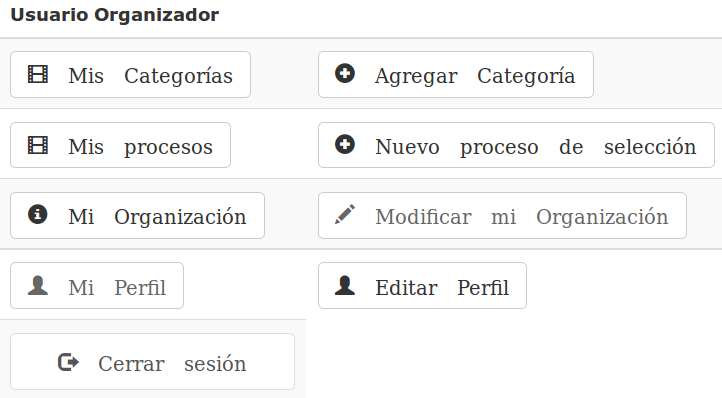 Usuario Organizador
Mis Categorías
Agregar Categoría
Mis procesos
Nuevo proceso de selección
Mi Organización
Modificar mi Organización
Mi Perfil
Editar Perfil
Cerrar sesión